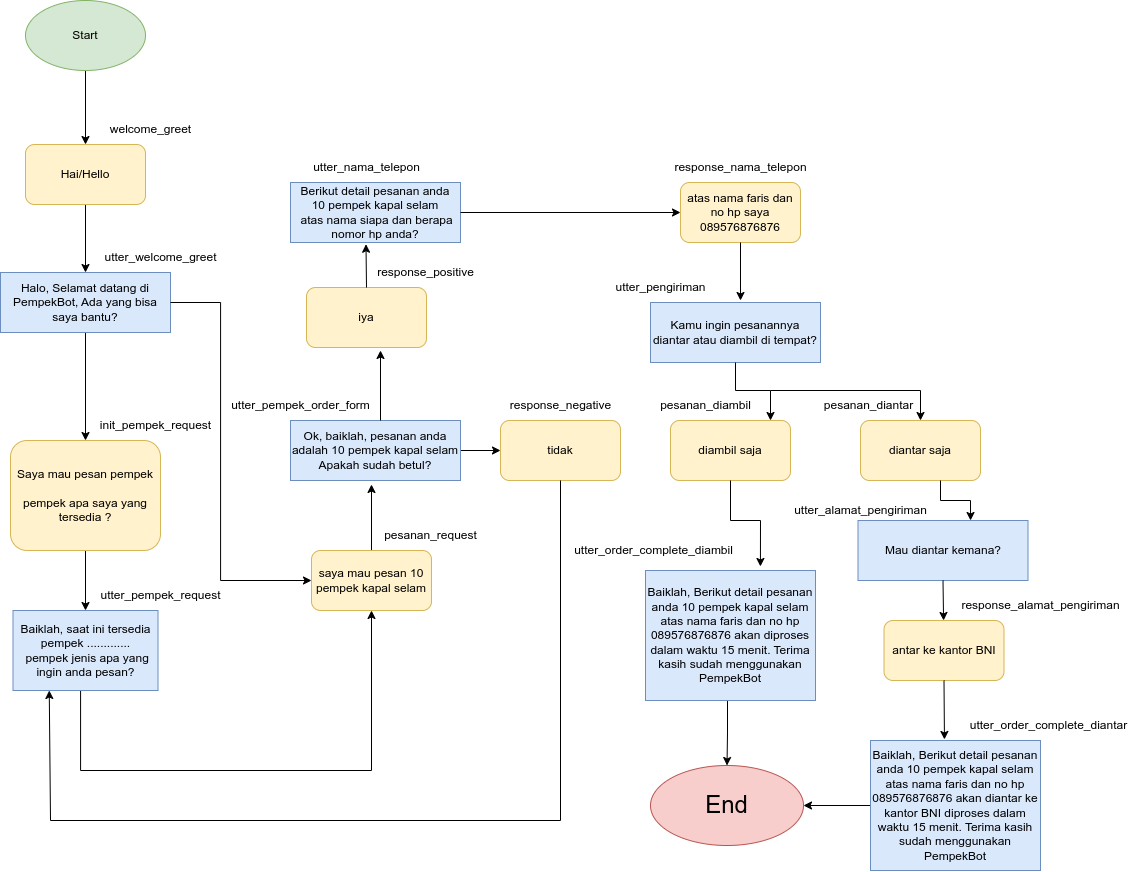 Start
welcome_greet
Hai/Hello
utter_welcome_greet
Halo, Selamat datang di
PempekBot, Ada yang bisa
saya bantu?
init_pempek_request
Saya mau pesan pempek
pempek apa saya yang
tersedia ?
utter_pempek_request
Baiklah, saat ini tersedia
pempek .............
pempek jenis apa yang
ingin anda pesan?
pesanan_request
saya mau pesan 10
pempek kapal selam
utter_pempek_order_form
Ok, baiklah, pesanan anda
adalah 10 pempek kapal selam
Apakah sudah betul?
response_negative
tidak
response_positive
iya
utter_nama_telepon
Berikut detail pesanan anda
10 pempek kapal selam
atas nama siapa dan berapa
nomor hp anda?
response_nama_telepon
atas nama faris dan
no hp saya
089576876876
utter_pengiriman
Kamu ingin pesanannya
diantar atau diambil di tempat?
pesanan_diambil
diambil saja
pesanan_diantar
diantar saja
utter_order_complete_diambil
Baiklah, Berikut detail pesanan
anda 10 pempek kapal selam
atas nama faris dan no hp
089576876876 akan diproses
dalam waktu 15 menit. Terima
kasih sudah menggunakan
PempekBot
utter_alamat_pengiriman
Mau diantar kemana?
response_alamat_pengiriman
antar ke kantor BNI
utter_order_complete_diantar
Baiklah, Berikut detail pesanan
anda 10 pempek kapal selam
atas nama faris dan no hp
089576876876 akan diantar ke
kantor BNI diproses dalam
waktu 15 menit. Terima kasih
sudah menggunakan
PempekBot
End